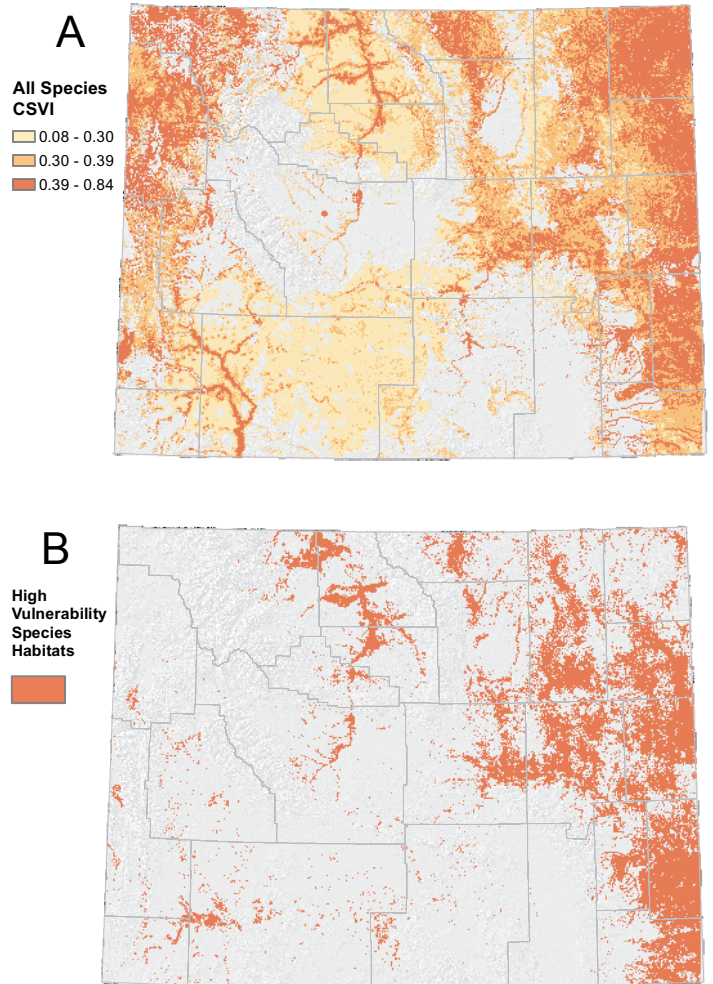 A
All Species
CSVI
0.08 - 0.30
0.30 - 0.39
0.39 - 0.84
B
High
Vulnerability
Species
Habitats